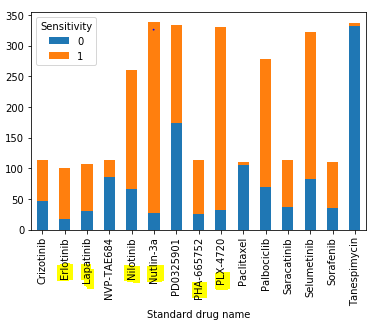 Sensitivity
0
1
350
300
250
200
150
100
50
0
Crizotinib
Erlotinib
Lapatinib
NVP-TAE684
Nilotinib
Nutlin-3a
PD0325901
PHA-665752
PLX-4720
Paclitaxel
Palbociclib
Saracatinib
Selumetinib
Sorafenib
Tanespimycin
Standard drug name